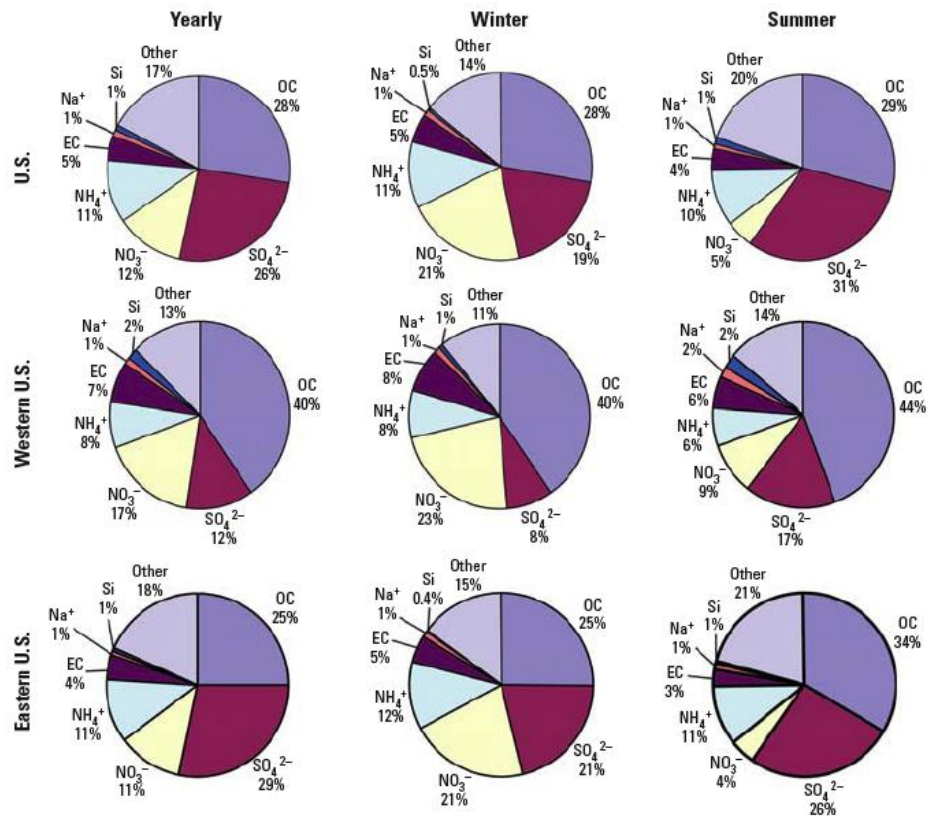 Yearly
Winter
Summer
U.S.
Other
17%
Si
1%
Na⁺
1%
EC
5%
NH₄⁺
11%
NO₃⁻
12%
SO₄²⁻
26%
OC
28%
Other
14%
Si
0.5%
Na⁺
1%
EC
5%
NH₄⁺
11%
NO₃⁻
21%
SO₄²⁻
19%
OC
28%
Other
20%
Si
1%
Na⁺
1%
EC
4%
NH₄⁺
10%
NO₃⁻
5%
SO₄²⁻
31%
OC
29%
Western U.S.
Other
13%
Si
2%
Na⁺
1%
EC
7%
NH₄⁺
8%
NO₃⁻
17%
SO₄²⁻
12%
OC
40%
Other
11%
Si
1%
Na⁺
1%
EC
8%
NH₄⁺
8%
NO₃⁻
23%
SO₄²⁻
8%
OC
40%
Other
14%
Si
2%
Na⁺
2%
EC
6%
NH₄⁺
6%
NO₃⁻
9%
SO₄²⁻
17%
OC
44%
Eastern U.S.
Other
18%
Si
1%
Na⁺
1%
EC
4%
NH₄⁺
11%
NO₃⁻
11%
SO₄²⁻
29%
OC
25%
Other
15%
Si
0.4%
Na⁺
1%
EC
5%
NH₄⁺
12%
NO₃⁻
21%
SO₄²⁻
21%
OC
25%
Other
21%
Si
1%
Na⁺
1%
EC
3%
NH₄⁺
11%
NO₃⁻
4%
SO₄²⁻
26%
OC
34%